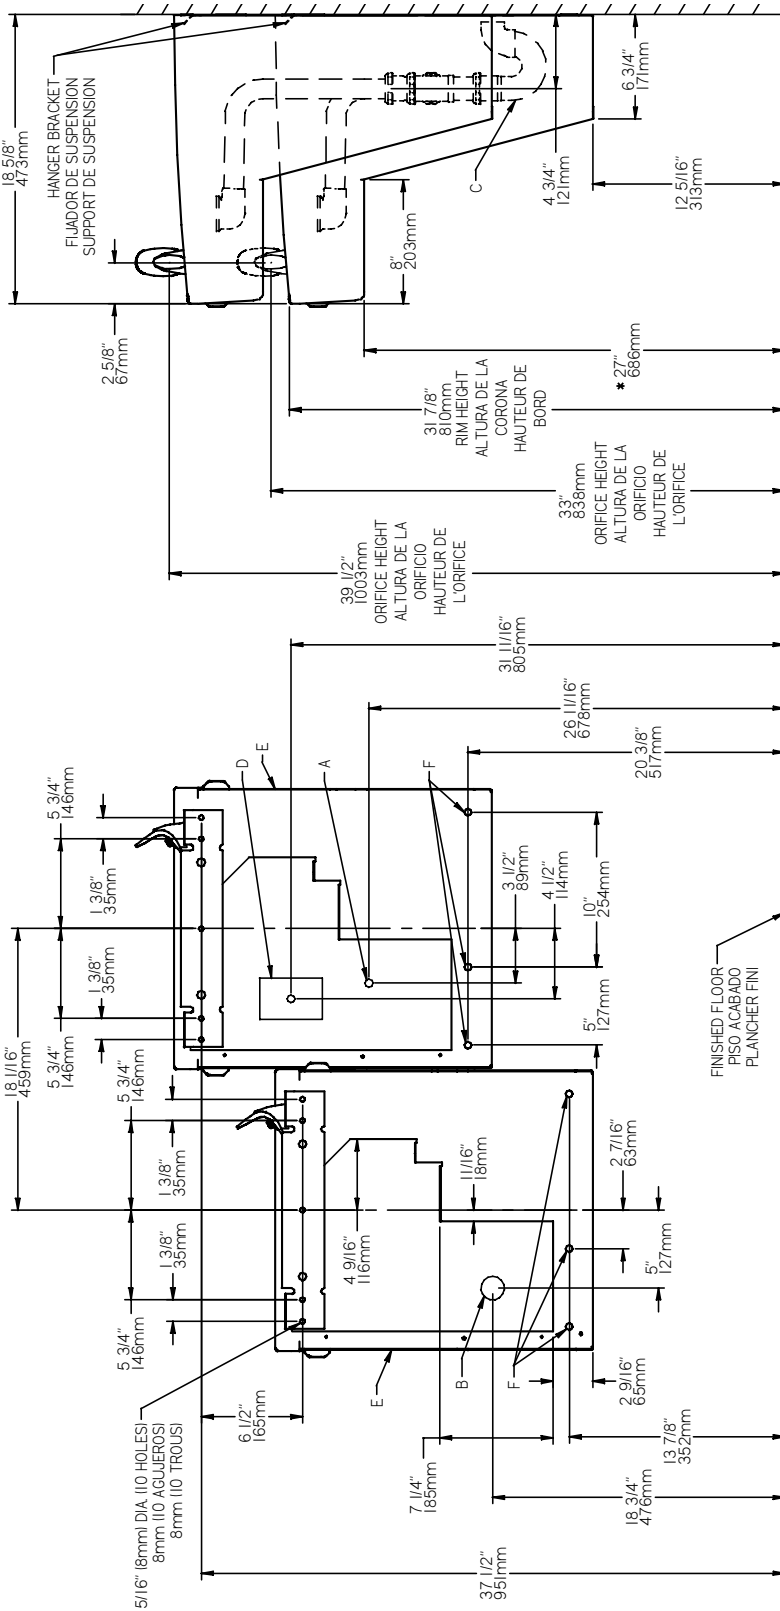 18 5/8"
473mm
HANGER BRACKET
FIJADOR DE SUSPENSION
SUPPORT DE SUSPENSION
2 5/8"
67mm
8"
203mm
C
4 3/4"
121mm
6 3/4"
171mm
12 5/16"
313mm
* 27"
686mm
31 7/8"
810mm
RIM HEIGHT
ALTURA DE LA
CORONA
HAUTEUR DE
BORD
33"
838mm
ORIFICE HEIGHT
ALTURA DE LA
ORIFICIO
HAUTEUR DE
L'ORIFICE
39 1/2"
1003mm
ORIFICE HEIGHT
ALTURA DE LA
ORIFICIO
HAUTEUR DE
L'ORIFICE
31 11/16"
805mm
26 11/16"
678mm
20 3/8"
517mm
E
D
A
F
5 3/4"
146mm
1 3/8"
35mm
1 3/8"
35mm
5 3/4"
146mm
18 1/16"
459mm
3 1/2"
89mm
4 1/2"
114mm
10"
254mm
5"
127mm
FINISHED FLOOR
PISO ACABADO
PLANCHER FINI
5 3/4"
146mm
1 3/8"
35mm
1 3/8"
35mm
5 3/4"
146mm
4 9/16"
116mm
11/16"
18mm
2 7/16"
63mm
5"
127mm
E
B
F
5/16" (8mm) DIA. (10 HOLES)
8mm (10 AGUJEROS)
8mm (10 TROUS)
6 1/2"
165mm
7 1/4"
185mm
2 9/16"
65mm
13 7/8"
352mm
18 3/4"
476mm
37 1/2"
951mm